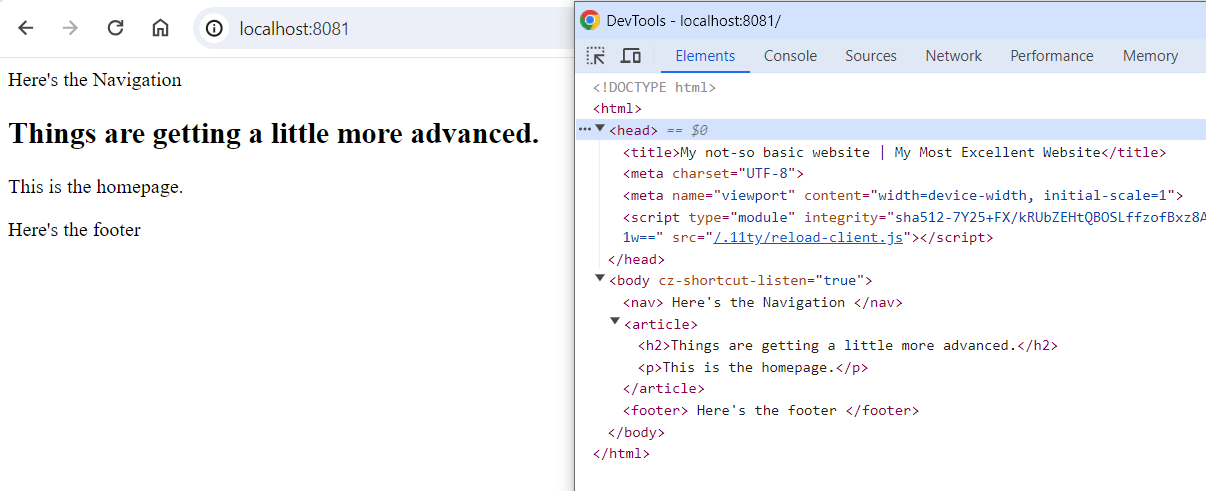 localhost:8081
Here's the Navigation
Things are getting a little more advanced.
This is the homepage.
Here's the footer
DevTools - localhost:8081/
Elements Console Sources Network Performance Memory
<!DOCTYPE html>
<html>
<head> == $0
<title>My not-so basic website | My Most Excellent Website</title>
<meta charset="UTF-8">
<meta name="viewport" content="width=device-width, initial-scale=1">
<script type="module" integrity="sha512-7Y25+FX/kRUbZEHtQBOSLffzofBxz8A
1w==" src="/.11ty/reload-client.js"></script>
</head>
<body cz-shortcut-listen="true">
<nav> Here's the Navigation </nav>
<article>
<h2>Things are getting a little more advanced.</h2>
<p>This is the homepage.</p>
</article>
<footer> Here's the footer </footer>
</body>
</html>